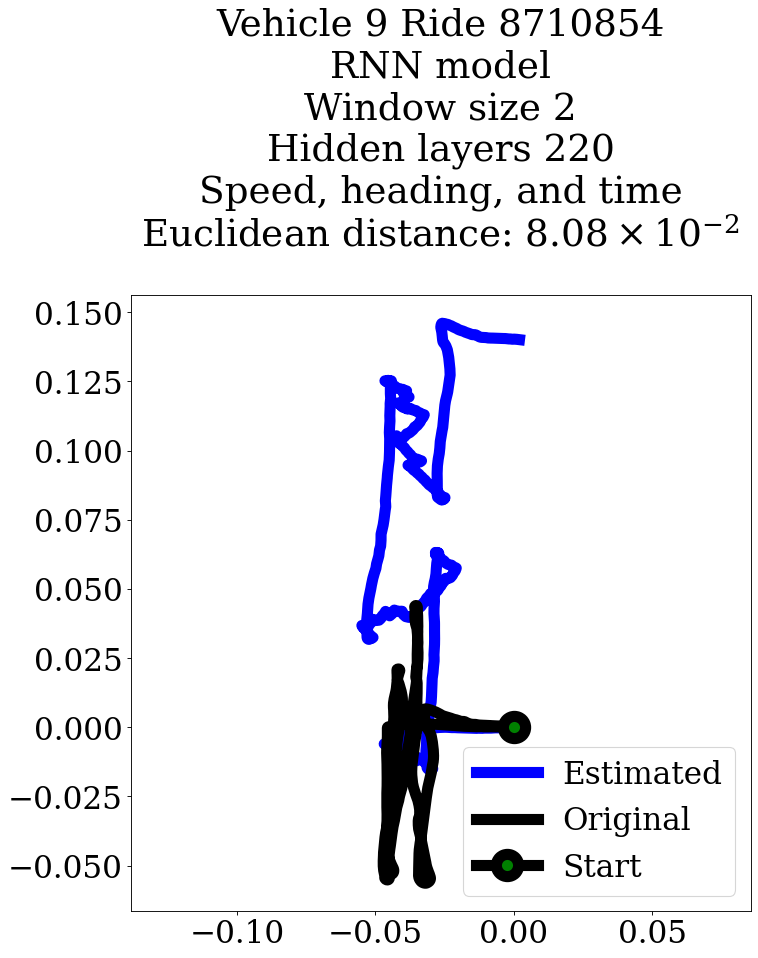 Vehicle 9 Ride 8710854
RNN model
Window size 2
Hidden layers 220
Speed, heading, and time
Euclidean distance: 8.08 × 10⁻²
0.150
0.125
0.100
0.075
0.050
0.025
0.000
−0.025
−0.050
Estimated
Original
Start
−0.10
−0.05
0.00
0.05